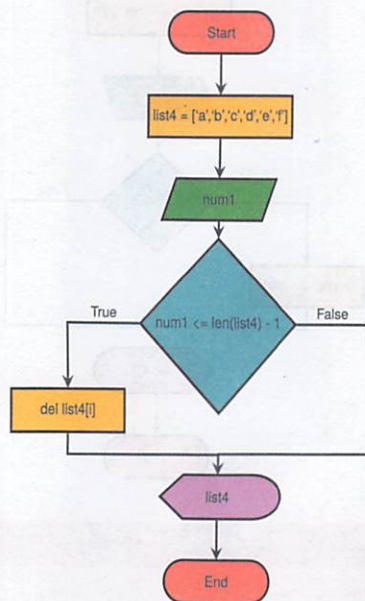 Start
list4 = ['a','b','c','d','e','f']
num1
num1 <= len(list4) - 1
True
False
del list4[i]
list4
End